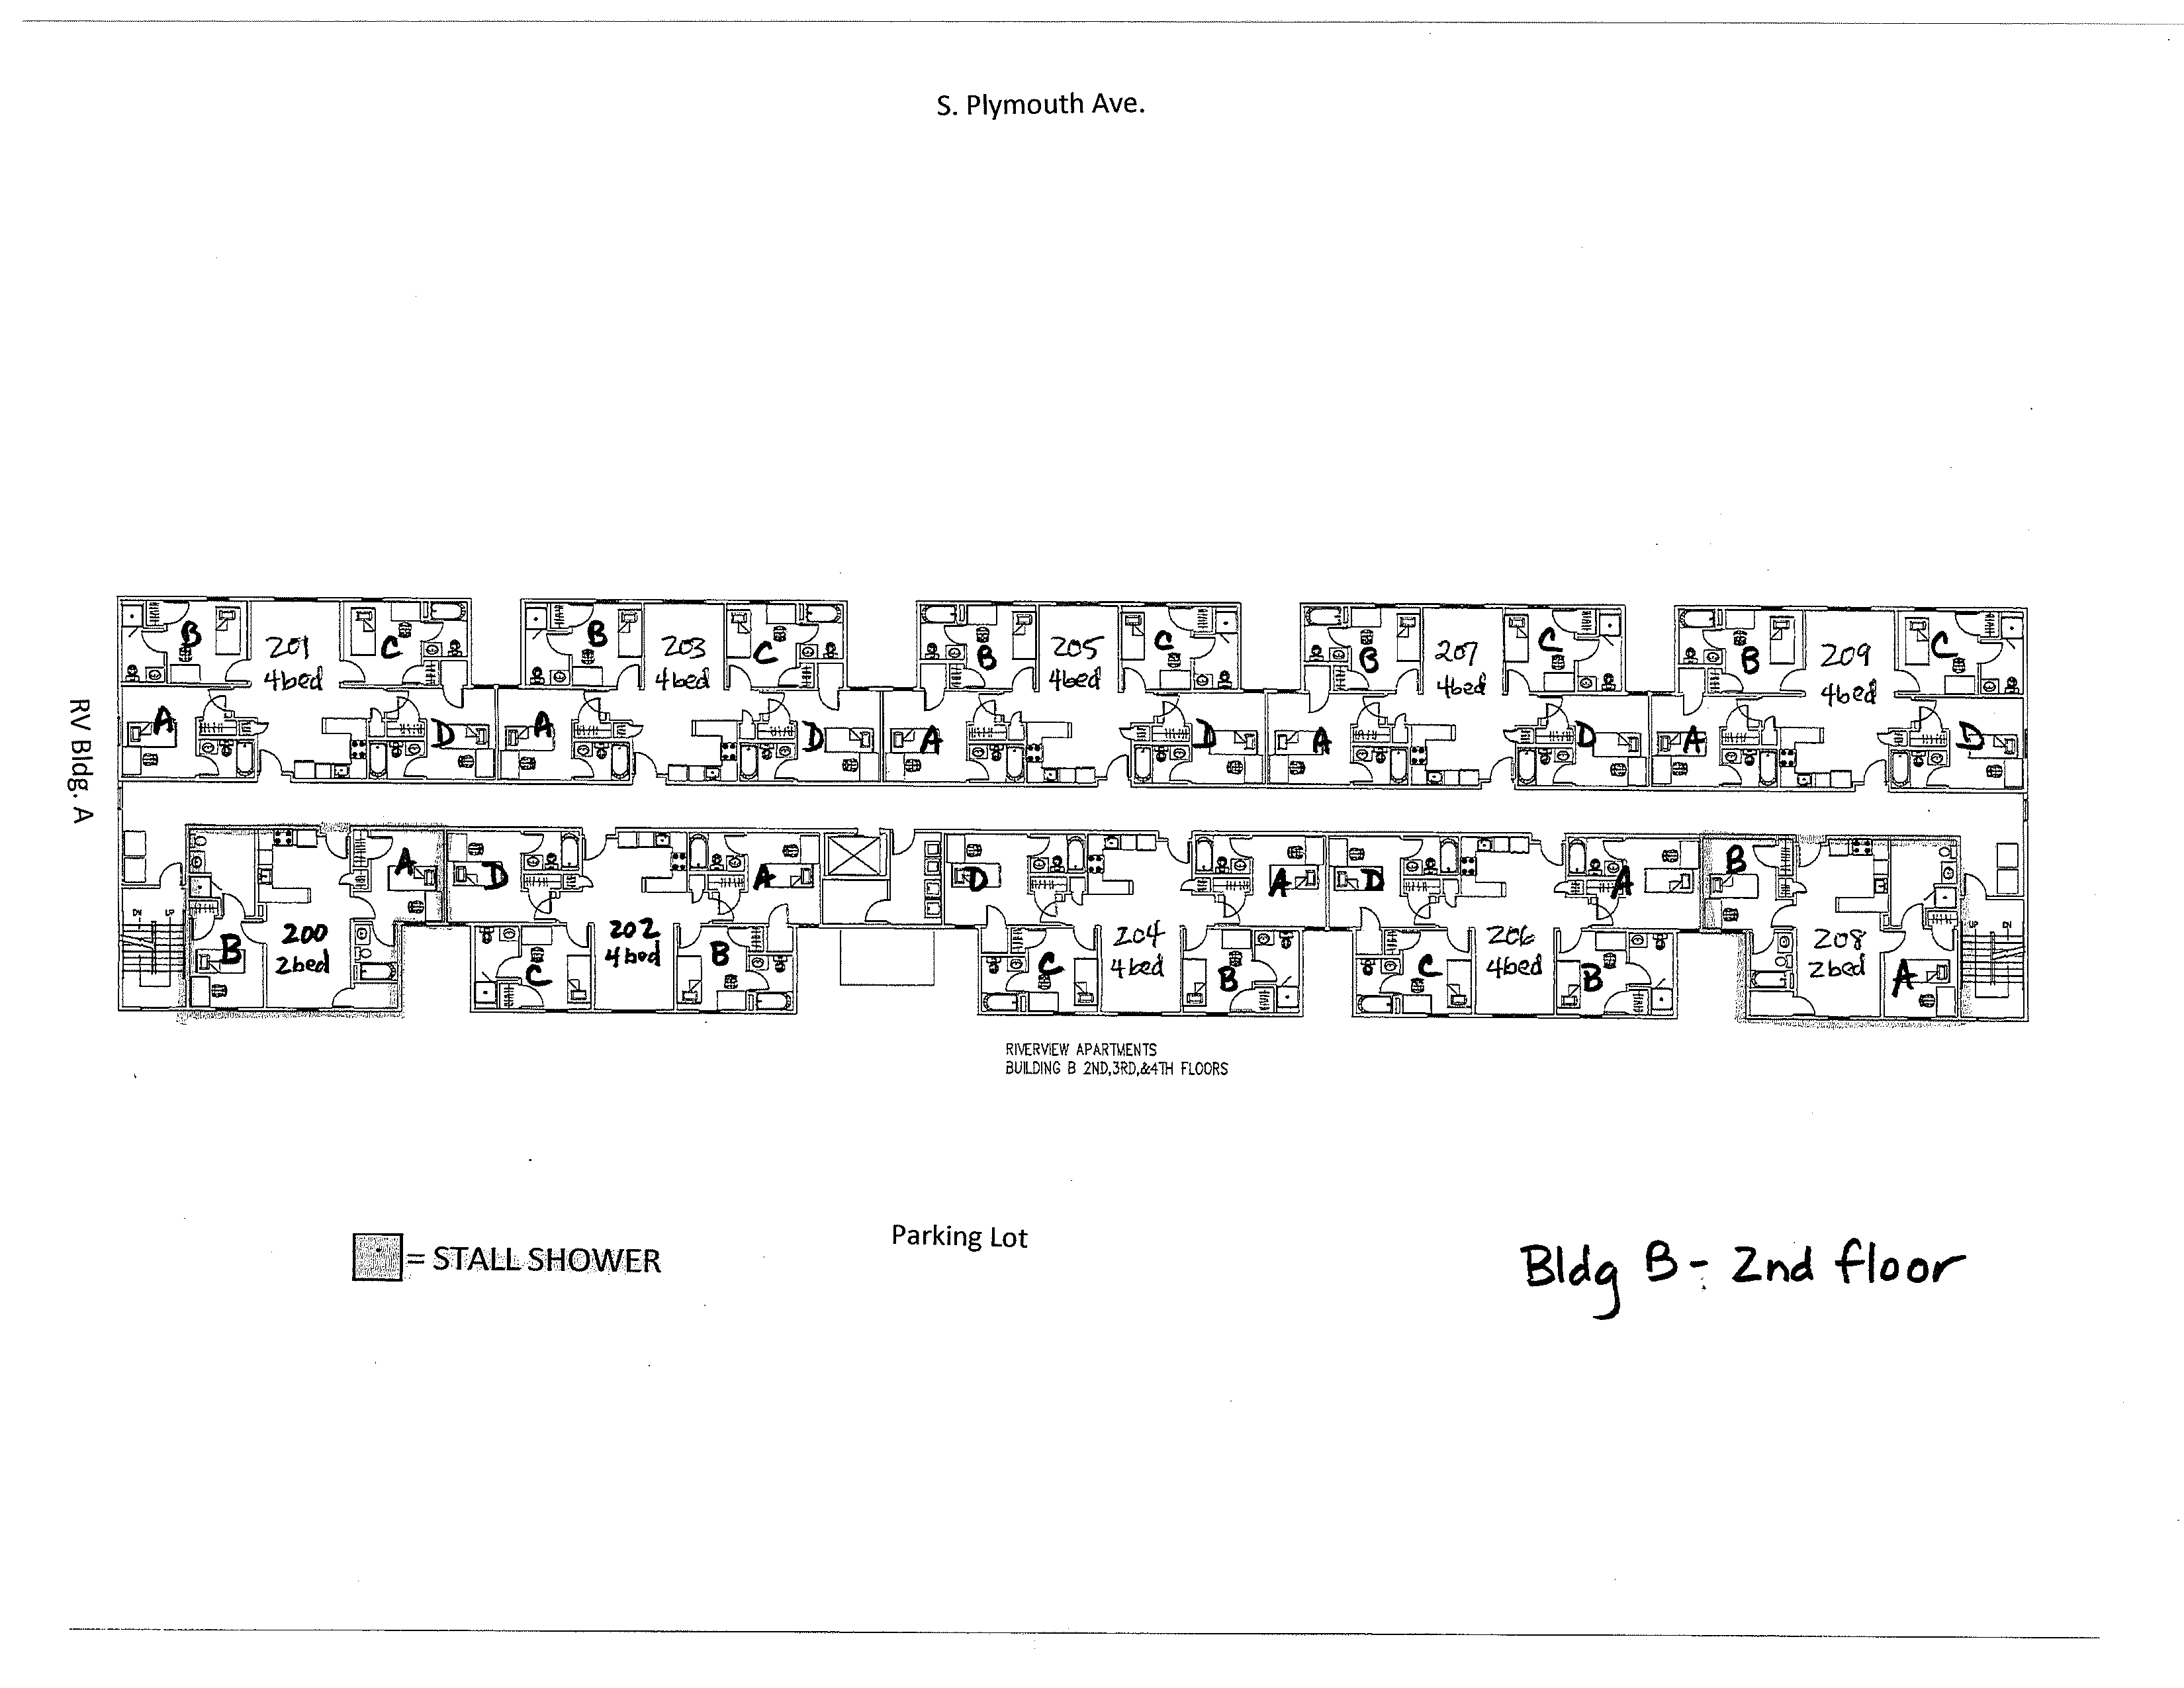 S. Plymouth Ave.
B
201
4bed
C
B
203
4bed
C
B
205
4bed
C
B
207
4bed
C
B
209
4bed
C
RV Bldg. A
A
D
A
D
A
D
A
D
A
D
A
D
A
D
A
D
A
B
DN UP
B
200
2bed
C
202
4bed
B
C
204
4bed
B
C
206
4bed
B
208
2bed
A
UP DN
RIVERVIEW APARTMENTS
BUILDING B 2ND,3RD,&4TH FLOORS
Parking Lot
= STALL SHOWER
Bldg B - 2nd floor